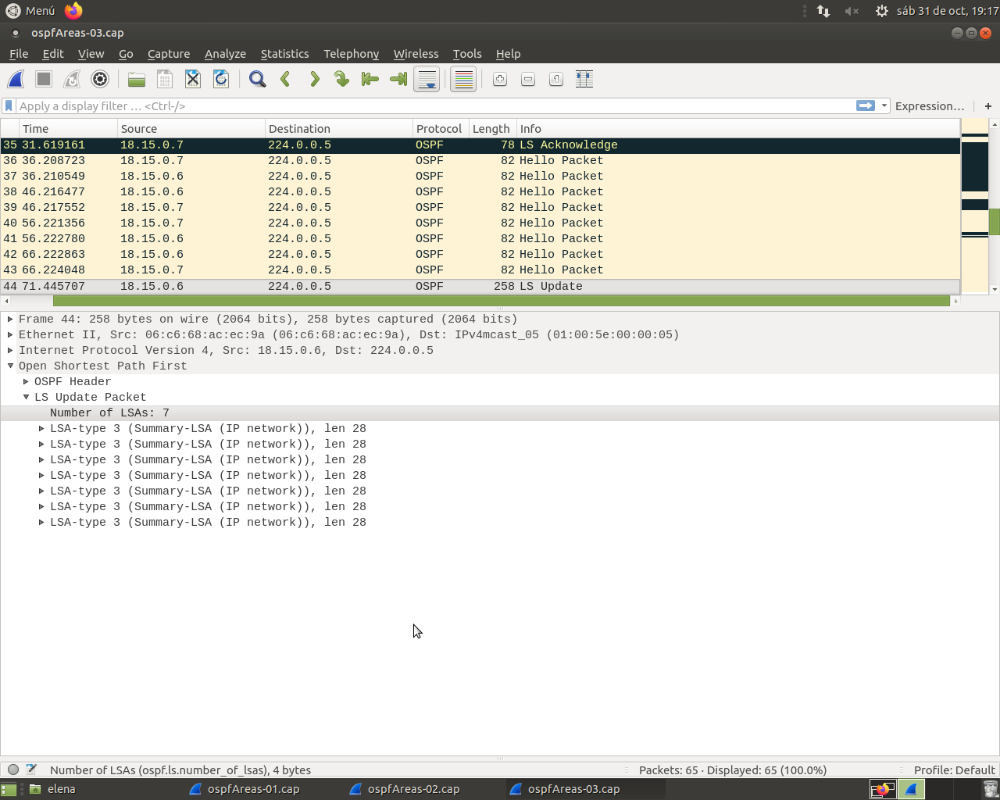 Menú sáb 31 de oct, 19:17
ospfAreas-03.cap
File Edit View Go Capture Analyze Statistics Telephony Wireless Tools Help
Apply a display filter … <Ctrl-/> Expression… +
Time Source Destination Protocol Length Info
35 31.619161 18.15.0.7 224.0.0.5 OSPF 78 LS Acknowledge
36 36.208723 18.15.0.7 224.0.0.5 OSPF 82 Hello Packet
37 36.210549 18.15.0.6 224.0.0.5 OSPF 82 Hello Packet
38 46.216477 18.15.0.6 224.0.0.5 OSPF 82 Hello Packet
39 46.217552 18.15.0.7 224.0.0.5 OSPF 82 Hello Packet
40 56.221356 18.15.0.7 224.0.0.5 OSPF 82 Hello Packet
41 56.222780 18.15.0.6 224.0.0.5 OSPF 82 Hello Packet
42 66.222863 18.15.0.6 224.0.0.5 OSPF 82 Hello Packet
43 66.224048 18.15.0.7 224.0.0.5 OSPF 82 Hello Packet
44 71.445707 18.15.0.6 224.0.0.5 OSPF 258 LS Update
Frame 44: 258 bytes on wire (2064 bits), 258 bytes captured (2064 bits)
Ethernet II, Src: 06:c6:68:ac:ec:9a (06:c6:68:ac:ec:9a), Dst: IPv4mcast_05 (01:00:5e:00:00:05)
Internet Protocol Version 4, Src: 18.15.0.6, Dst: 224.0.0.5
Open Shortest Path First
OSPF Header
LS Update Packet
Number of LSAs: 7
LSA-type 3 (Summary-LSA (IP network)), len 28
LSA-type 3 (Summary-LSA (IP network)), len 28
LSA-type 3 (Summary-LSA (IP network)), len 28
LSA-type 3 (Summary-LSA (IP network)), len 28
LSA-type 3 (Summary-LSA (IP network)), len 28
LSA-type 3 (Summary-LSA (IP network)), len 28
LSA-type 3 (Summary-LSA (IP network)), len 28
Number of LSAs (ospf.ls.number_of_lsas), 4 bytes Packets: 65 · Displayed: 65 (100.0%) Profile: Default
elena ospfAreas-01.cap ospfAreas-02.cap ospfAreas-03.cap